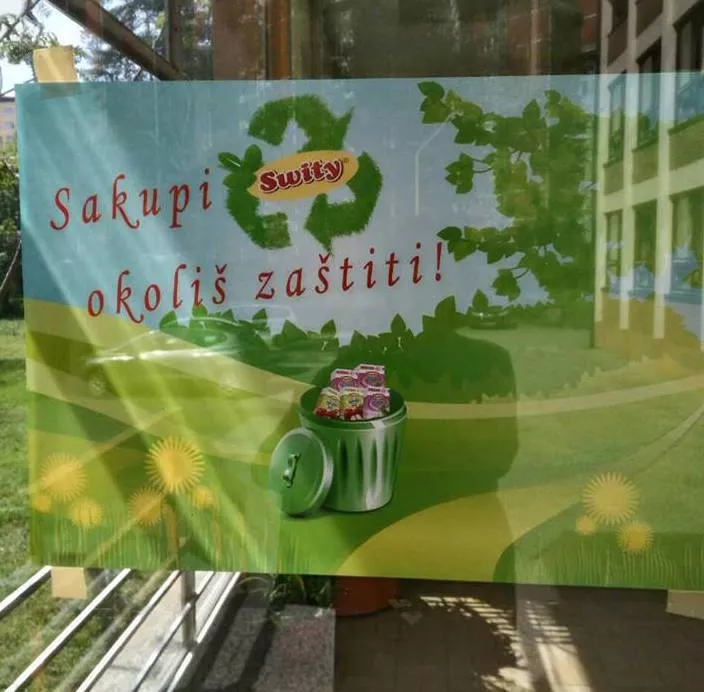 Sakupi
Swity®
okoliš zaštiti!